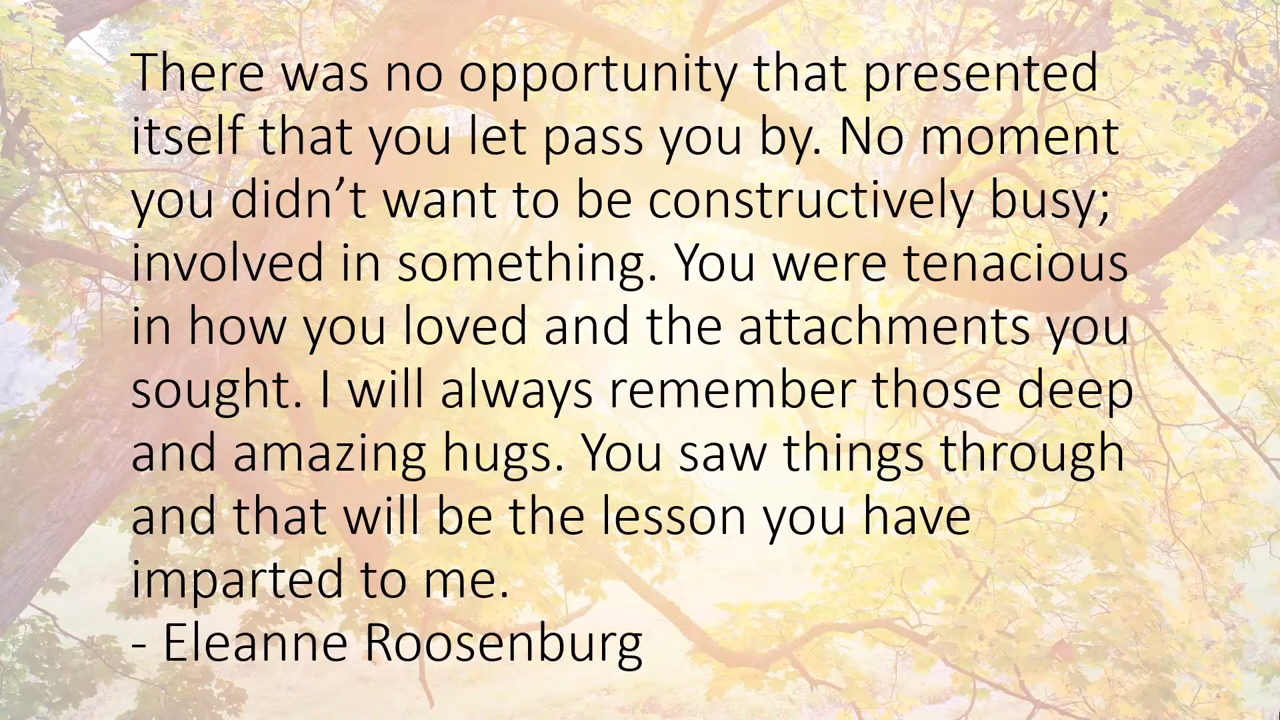 There was no opportunity that presented
itself that you let pass you by. No moment
you didn’t want to be constructively busy;
involved in something. You were tenacious
in how you loved and the attachments you
sought. I will always remember those deep
and amazing hugs. You saw things through
and that will be the lesson you have
imparted to me.
- Eleanne Roosenburg